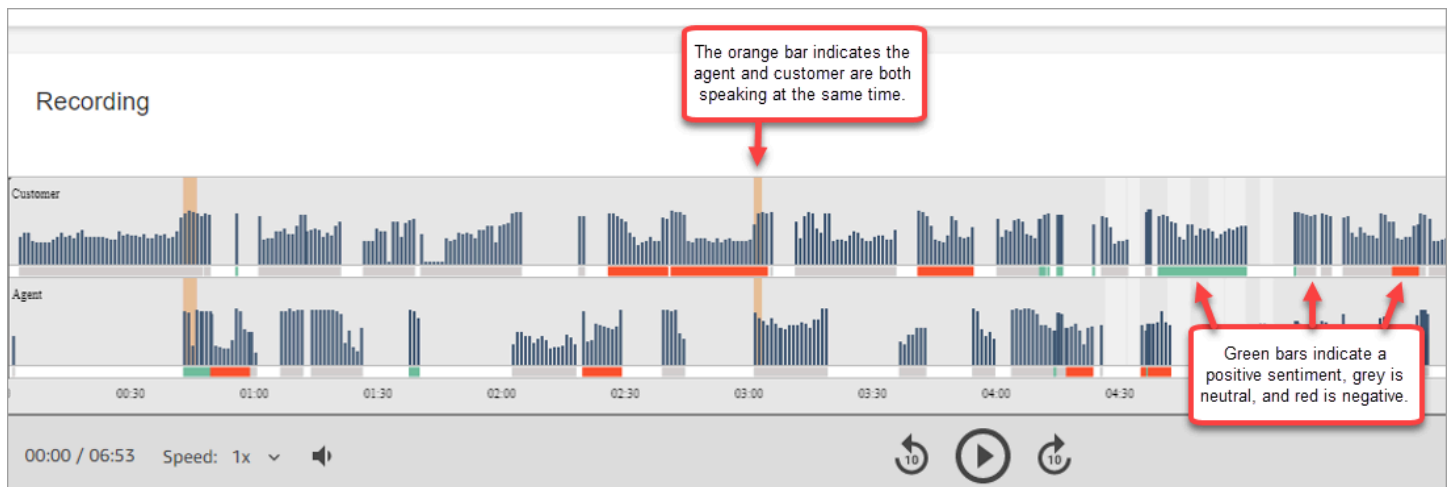 The orange bar indicates the
agent and customer are both
speaking at the same time.
Recording
Customer
Agent
Green bars indicate a
positive sentiment, grey is
neutral, and red is negative.
00:30 01:00 01:30 02:00 02:30 03:00 03:30 04:00 04:30
00:00 / 06:53 Speed: 1x 10 10